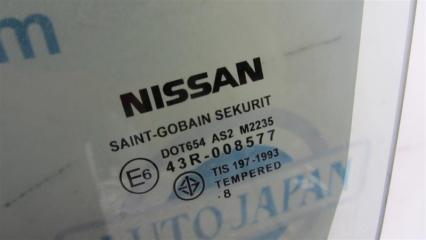 NISSAN
SAINT-GOBAIN SEKURIT
DOT654 AS2 M2235
43R-008577
E6
TIS 197-1993
TEMPERED
.8
AUTO JAPAN